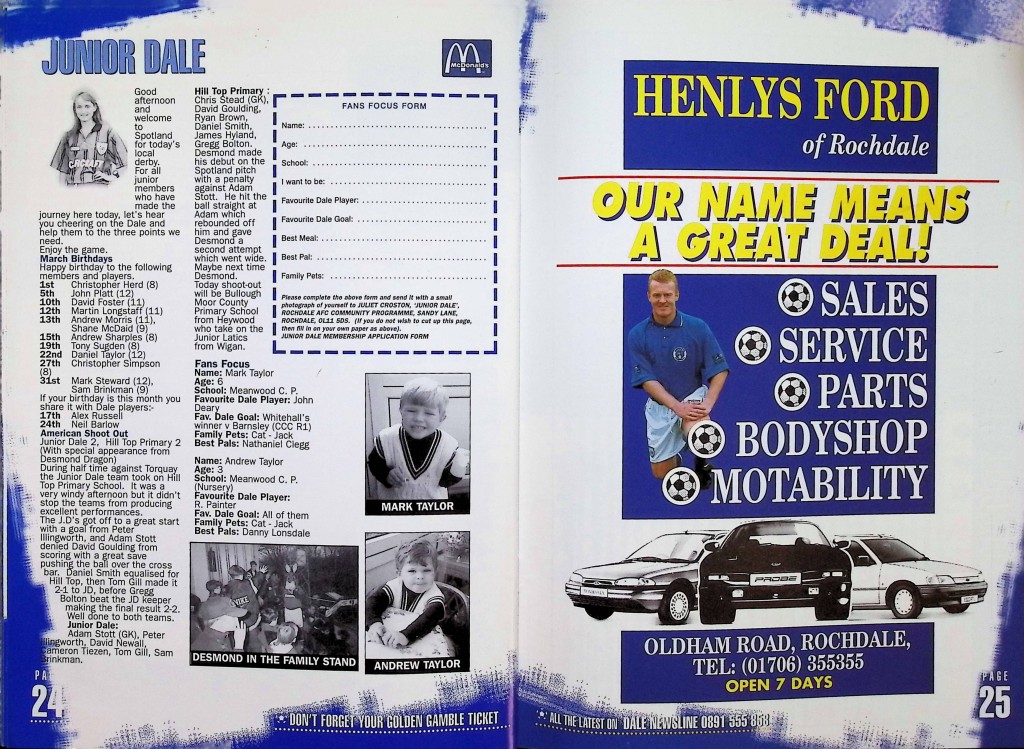 JUNIOR DALE
McDonald's
Good
afternoon
and
welcome
to
Spotland
for today's
local
derby.
For all
junior
members
who have
made the
journey here today, let's hear
you cheering on the Dale and
help them to the three points we
need.
Enjoy the game.
March Birthdays
Happy birthday to the following
members and players.
1st Christopher Herd (8)
5th John Platt (12)
10th David Foster (11)
12th Martin Longstaff (11)
13th Andrew Morris (11),
Shane McDaid (9)
15th Andrew Sharples (8)
19th Tony Sugden (8)
22nd Daniel Taylor (12)
27th Christopher Simpson
(8)
31st Mark Steward (12),
Sam Brinkman (9)
If your birthday is this month you
share it with Dale players:-
17th Alex Russell
24th Neil Barlow
American Shoot Out
Junior Dale 2, Hill Top Primary 2
(With special appearance from
Desmond Dragon)
During half time against Torquay
the Junior Dale team took on Hill
Top Primary School. It was a
very windy afternoon but it didn't
stop the teams from producing
excellent performances.
The J.D's got off to a great start
with a goal from Peter
Illingworth, and Adam Stott
denied David Goulding from
scoring with a great save
pushing the ball over the cross
bar. Daniel Smith equalised for
Hill Top, then Tom Gill made it
2-1 to JD, before Gregg
Bolton beat the JD keeper
making the final result 2-2.
Well done to both teams.
Junior Dale:
Adam Stott (GK), Peter
Illingworth, David Newall,
Cameron Tiezen, Tom Gill, Sam
Brinkman.
Hill Top Primary :
Chris Stead (GK),
David Goulding,
Ryan Brown,
Daniel Smith,
James Hyland,
Gregg Bolton.
Desmond made
his debut on the
Spotland pitch
with a penalty
against Adam
Stott. He hit the
ball straight at
Adam which
rebounded off
him and gave
Desmond a
second attempt
which went wide.
Maybe next time
Desmond.
Today shoot-out
will be Bullough
Moor County
Primary School
from Heywood
who take on the
Junior Latics
from Wigan.
Fans Focus
Name: Mark Taylor
Age: 6
School: Meanwood C. P.
Favourite Dale Player: John
Deary
Fav. Dale Goal: Whitehall's
winner v Barnsley (CCC R1)
Family Pets: Cat - Jack
Best Pals: Nathaniel Clegg
Name: Andrew Taylor
Age: 3
School: Meanwood C. P.
(Nursery)
Favourite Dale Player:
R. Painter
Fav. Dale Goal: All of them
Family Pets: Cat - Jack
Best Pals: Danny Lonsdale
FANS FOCUS FORM
Name:
Age:
School:
I want to be:
Favourite Dale Player:
Favourite Dale Goal:
Best Meal:
Best Pal:
Family Pets:
Please complete the above form and send it with a small
photograph of yourself to JULIET CROSTON, 'JUNIOR DALE',
ROCHDALE AFC COMMUNITY PROGRAMME, SANDY LANE,
ROCHDALE, OL11 5DS. (If you do not wish to cut up this page,
then fill in on your own paper as above).
JUNIOR DALE MEMBERSHIP APPLICATION FORM
MARK TAYLOR
DESMOND IN THE FAMILY STAND
ANDREW TAYLOR
24
DON'T FORGET YOUR GOLDEN GAMBLE TICKET
HENLYS FORD
of Rochdale
OUR NAME MEANS
A GREAT DEAL!
SALES
SERVICE
PARTS
BODYSHOP
MOTABILITY
PROBE
OLDHAM ROAD, ROCHDALE,
TEL: (01706) 355355
OPEN 7 DAYS
ALL THE LATEST ON DALE NEWSLINE 0891 555 858
PAGE
25